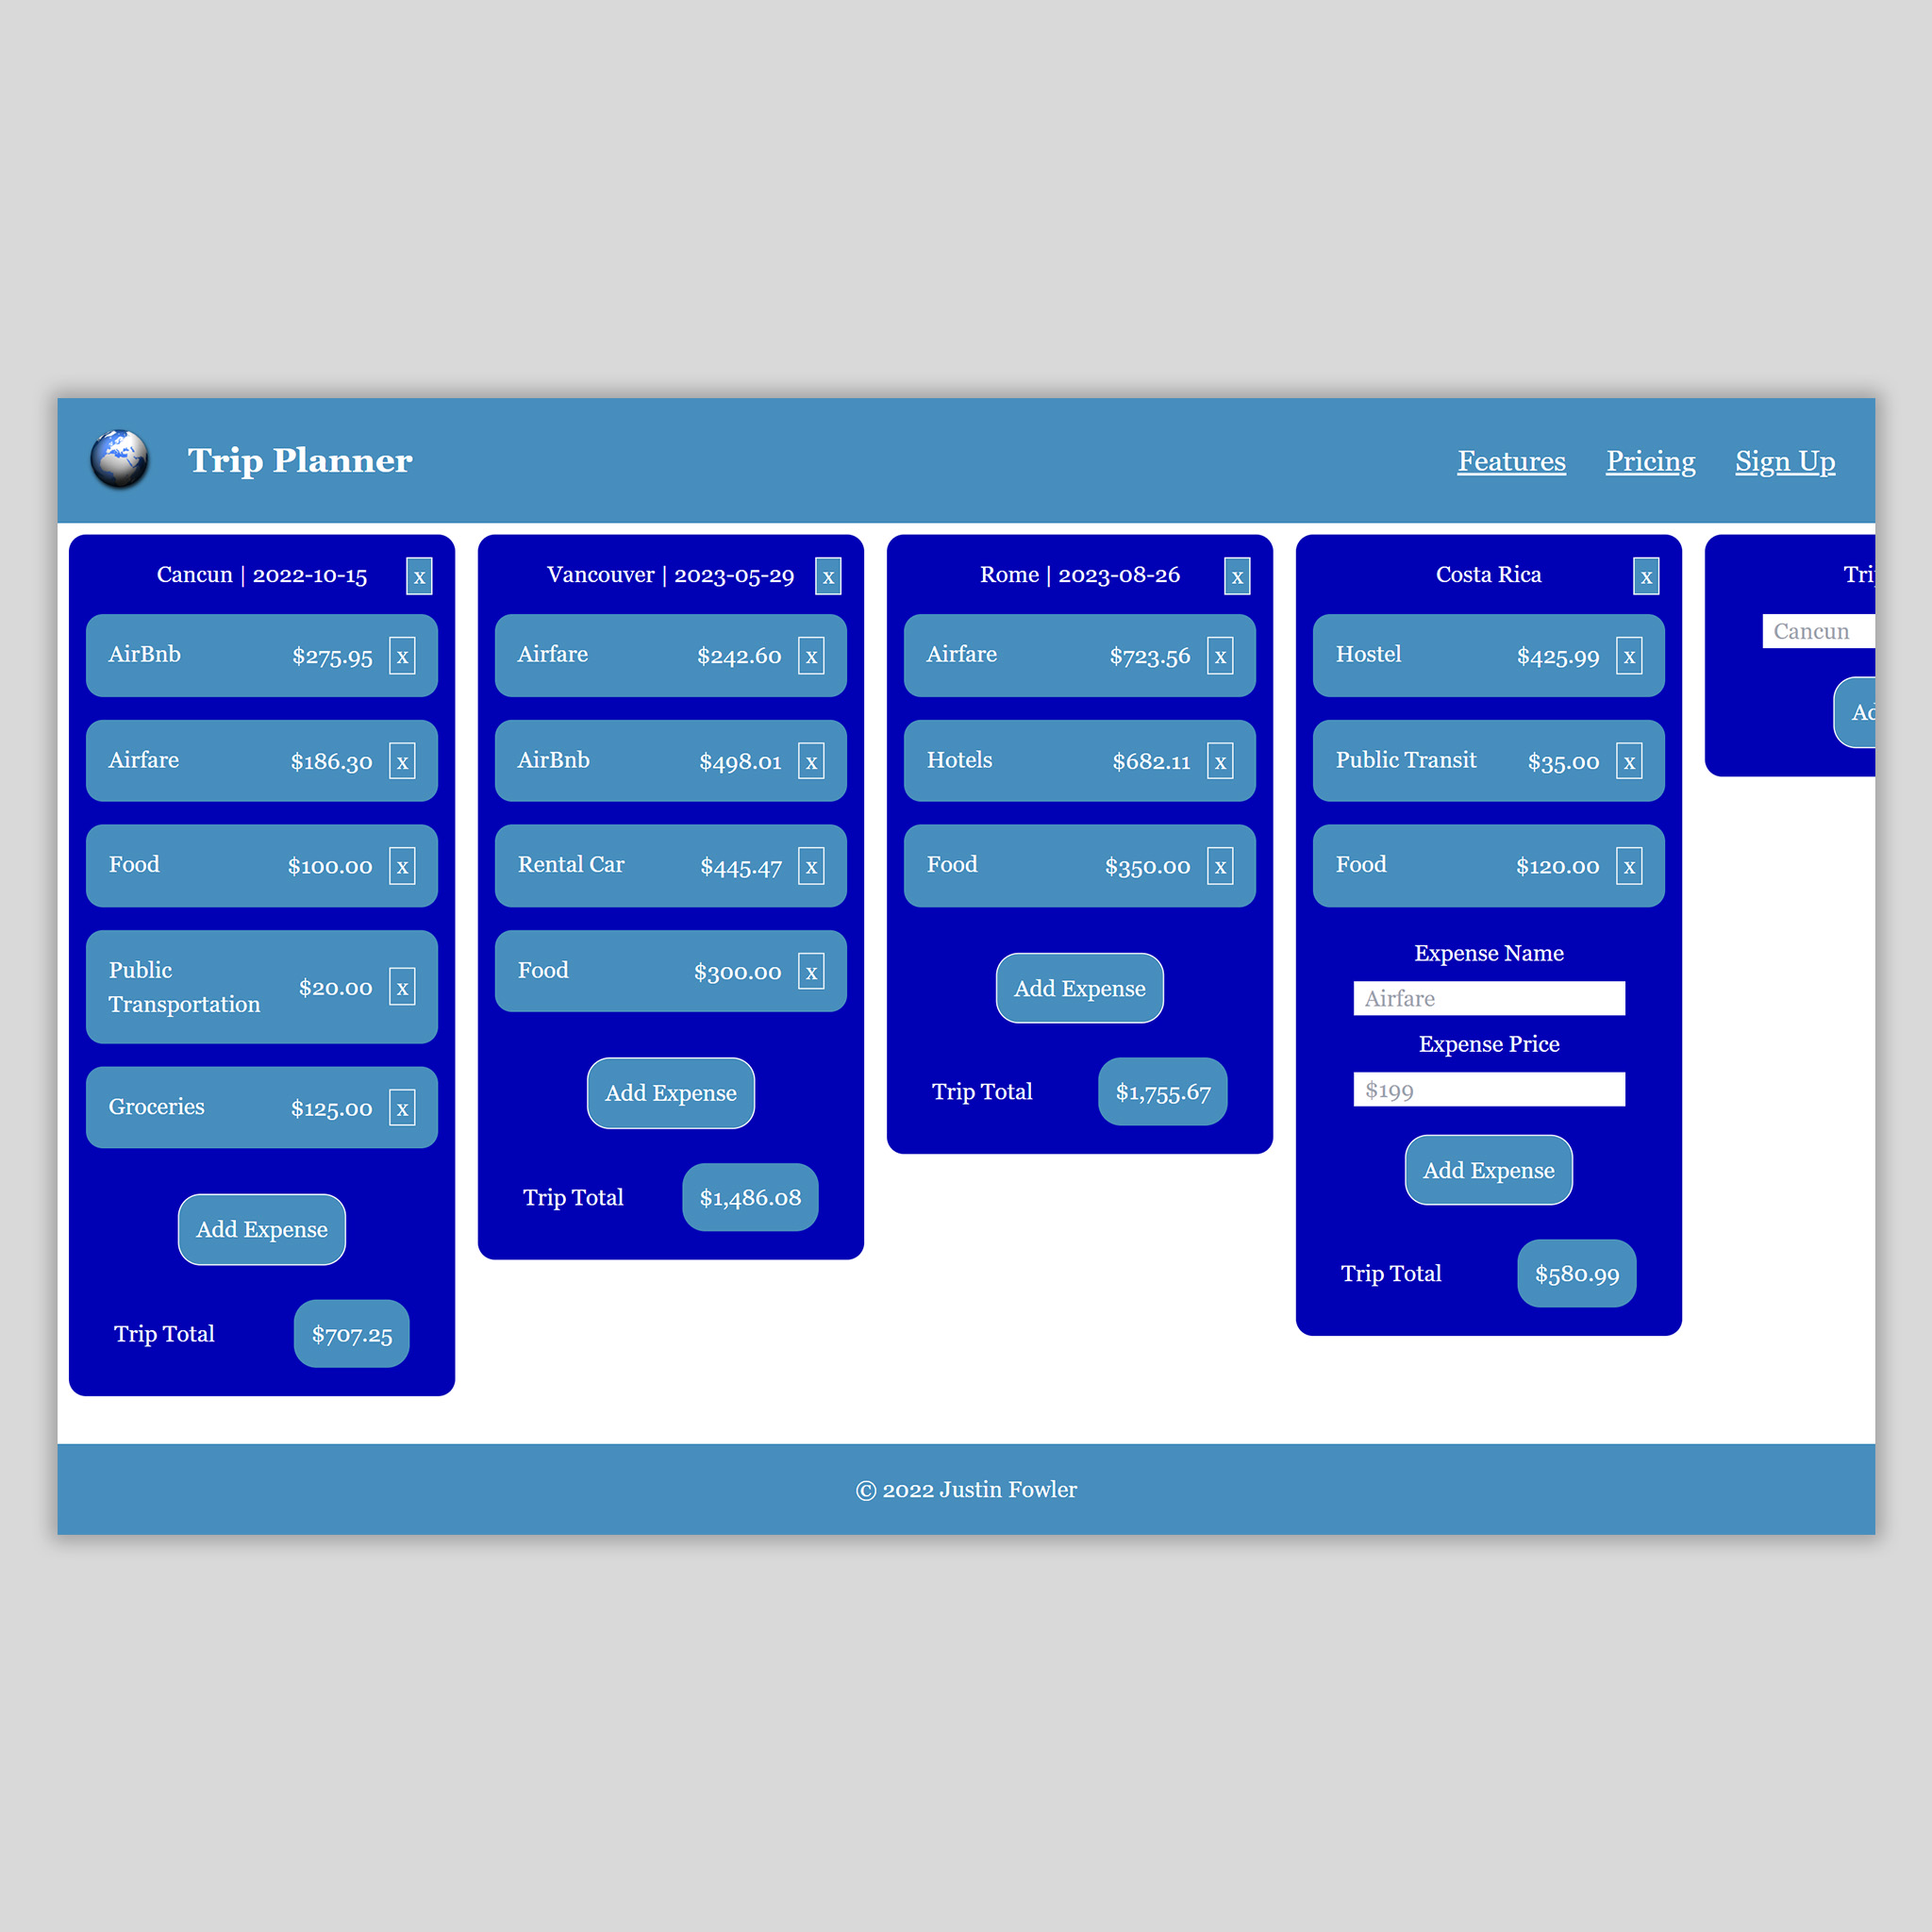 Trip Planner
Features Pricing Sign Up
Cancun | 2022-10-15 x
AirBnb $275.95 x
Airfare $186.30 x
Food $100.00 x
Public
Transportation $20.00 x
Groceries $125.00 x
Add Expense
Trip Total $707.25
Vancouver | 2023-05-29 x
Airfare $242.60 x
AirBnb $498.01 x
Rental Car $445.47 x
Food $300.00 x
Add Expense
Trip Total $1,486.08
Rome | 2023-08-26 x
Airfare $723.56 x
Hotels $682.11 x
Food $350.00 x
Add Expense
Trip Total $1,755.67
Costa Rica x
Hostel $425.99 x
Public Transit $35.00 x
Food $120.00 x
Expense Name
Airfare
Expense Price
$199
Add Expense
Trip Total $580.99
Cancun
© 2022 Justin Fowler